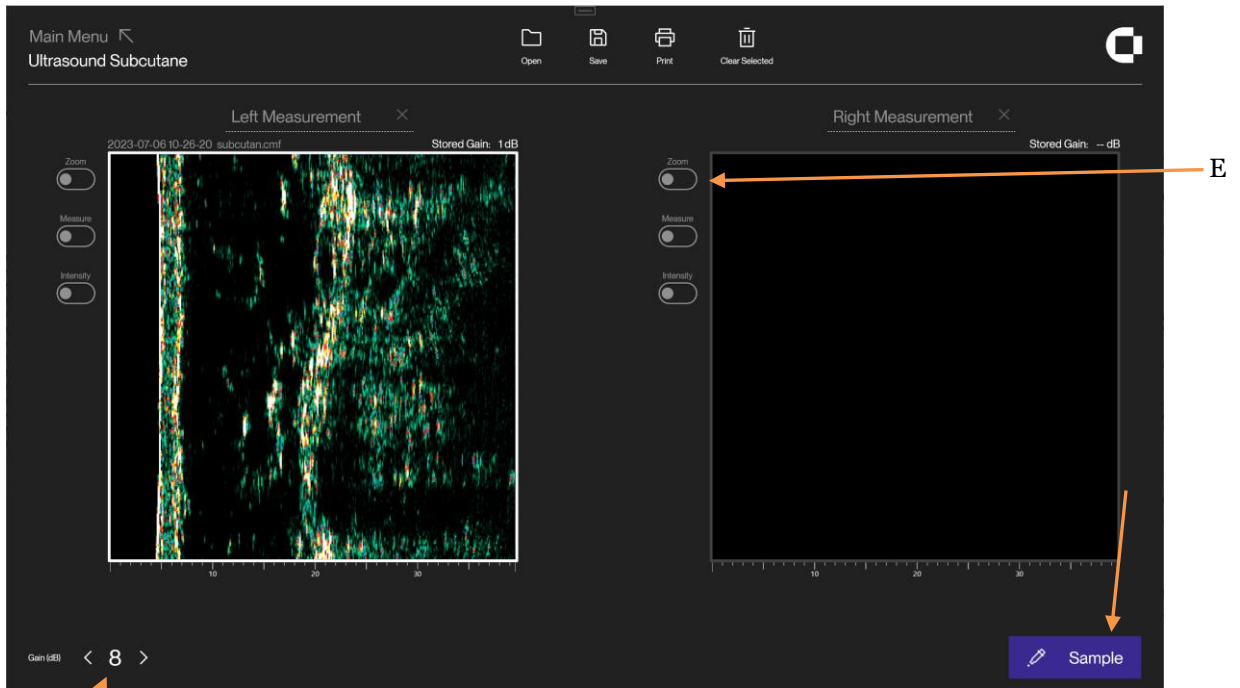 Main Menu
Ultrasound Subcutane
Open Save Print Clear Selected
Left Measurement
Right Measurement
2023-07-06 10-26-20 subcutan.cmf Stored Gain: 1 dB
Stored Gain: -- dB
Zoom
Measure
Intensity
Zoom
Measure
Intensity
E
10 20 30
10 20 30
Gain (dB) < 8 >
Sample